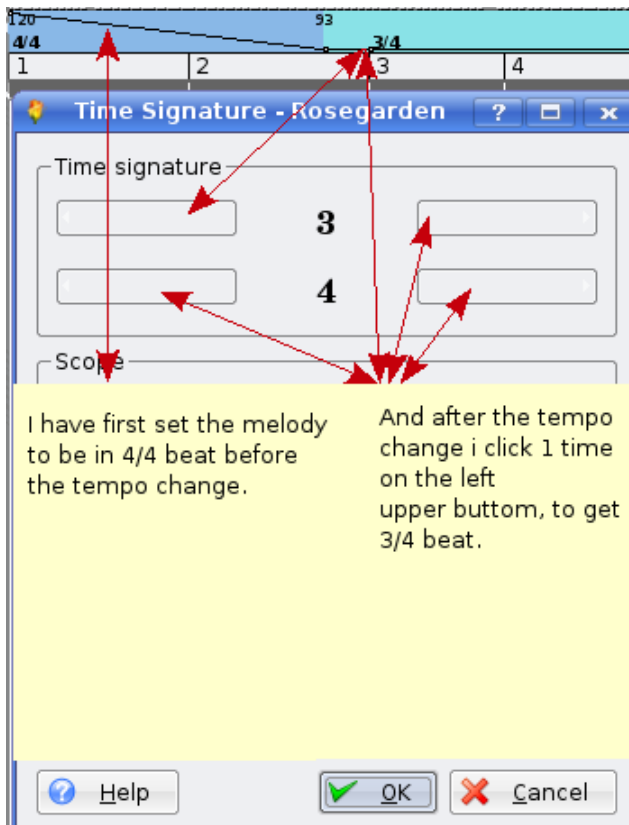 120 93
4/4 3/4
1 2 3 4
Time Signature - Rosegarden ?
Time signature
3
4
Scope
I have first set the melody
to be in 4/4 beat before
the tempo change.
And after the tempo
change i click 1 time
on the left
upper buttom, to get
3/4 beat.
? Help OK Cancel